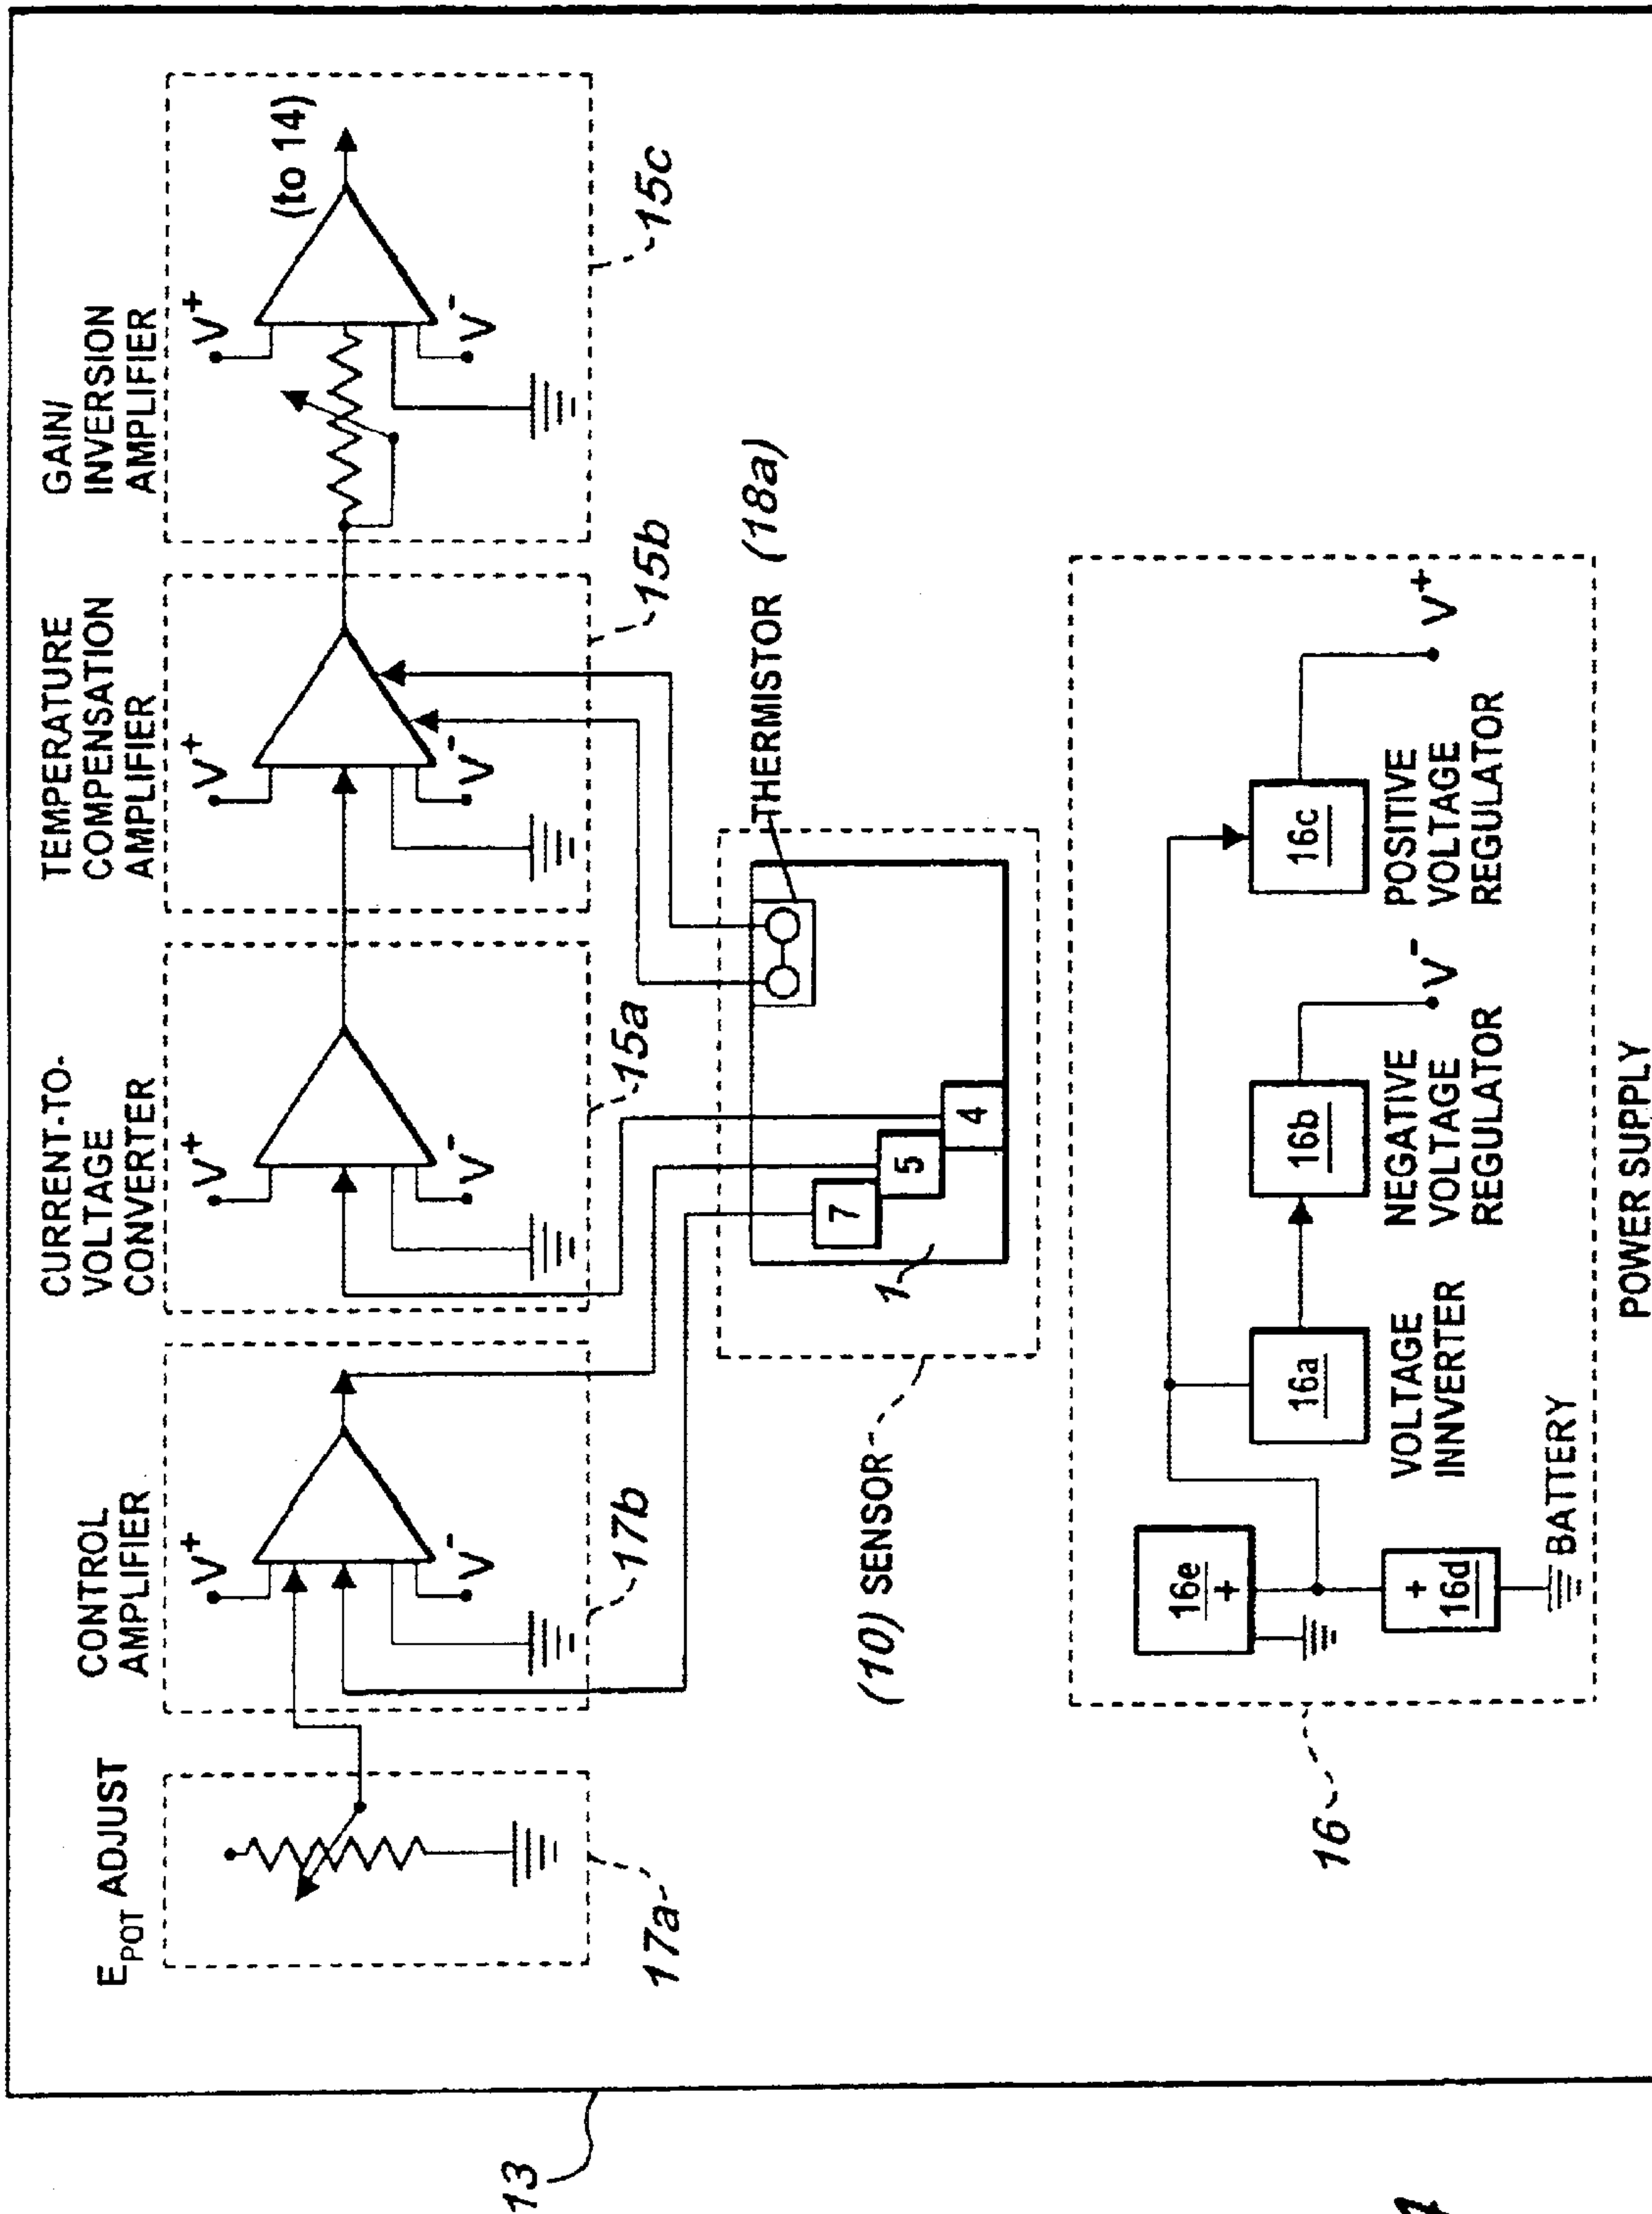 E_POT ADJUST
CONTROL
AMPLIFIER
CURRENT-TO-
VOLTAGE
CONVERTER
TEMPERATURE
COMPENSATION
AMPLIFIER
GAIN/
INVERSION
AMPLIFIER
V+
V+
V+
V+
(to 14)
V-
V-
V-
V-
17a
17b
15a
15b
15c
THERMISTOR (18a)
7
5
4
1
(10) SENSOR
16e
+
+
16d
BATTERY
16a
VOLTAGE
INNVERTER
16b
NEGATIVE
VOLTAGE
REGULATOR
V-
16c
POSITIVE
VOLTAGE
REGULATOR
V+
16
POWER SUPPLY
13